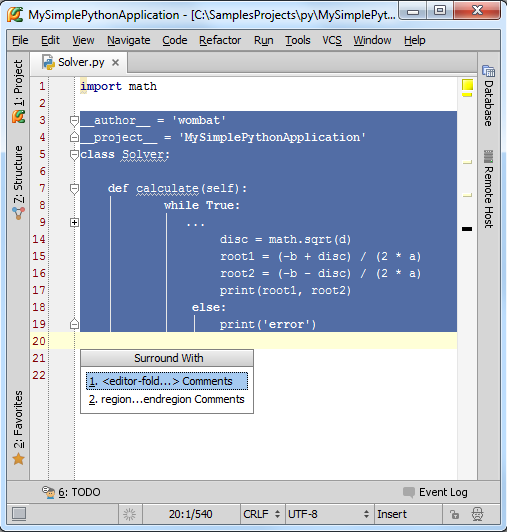 MySimplePythonApplication - [C:\SamplesProjects\py\MySimplePyt...
File Edit View Navigate Code Refactor Run Tools VCS Window Help
Solver.py
1: Project
Z: Structure
2: Favorites
Database
Remote Host
1 import math
2
3 __author__ = 'wombat'
4 __project__ = 'MySimplePythonApplication'
5 class Solver:
6
7 def calculate(self):
8 while True:
9 ...
14 disc = math.sqrt(d)
15 root1 = (-b + disc) / (2 * a)
16 root2 = (-b - disc) / (2 * a)
17 print(root1, root2)
18 else:
19 print('error')
20
21
22
Surround With
1. <editor-fold...> Comments
2. region...endregion Comments
6: TODO
Event Log
20:1/540 CRLF UTF-8 Insert